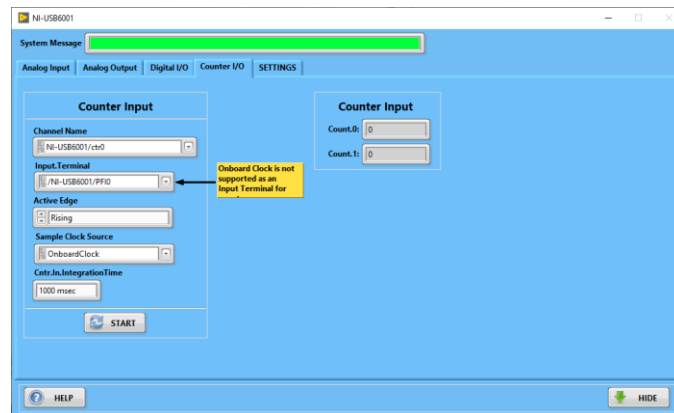 NI-USB6001
System Message
Analog Input Analog Output Digital I/O Counter I/O SETTINGS
Counter Input
Channel Name
NI-USB6001/ctr0
Input.Terminal
/NI-USB6001/PFI0
Active Edge
Rising
Sample Clock Source
OnboardClock
Cntr.In.IntegrationTime
1000 msec
START
Onboard Clock is not
supported as an
Input Terminal for
Counter Input
Count.0: 0
Count.1: 0
HELP
HIDE